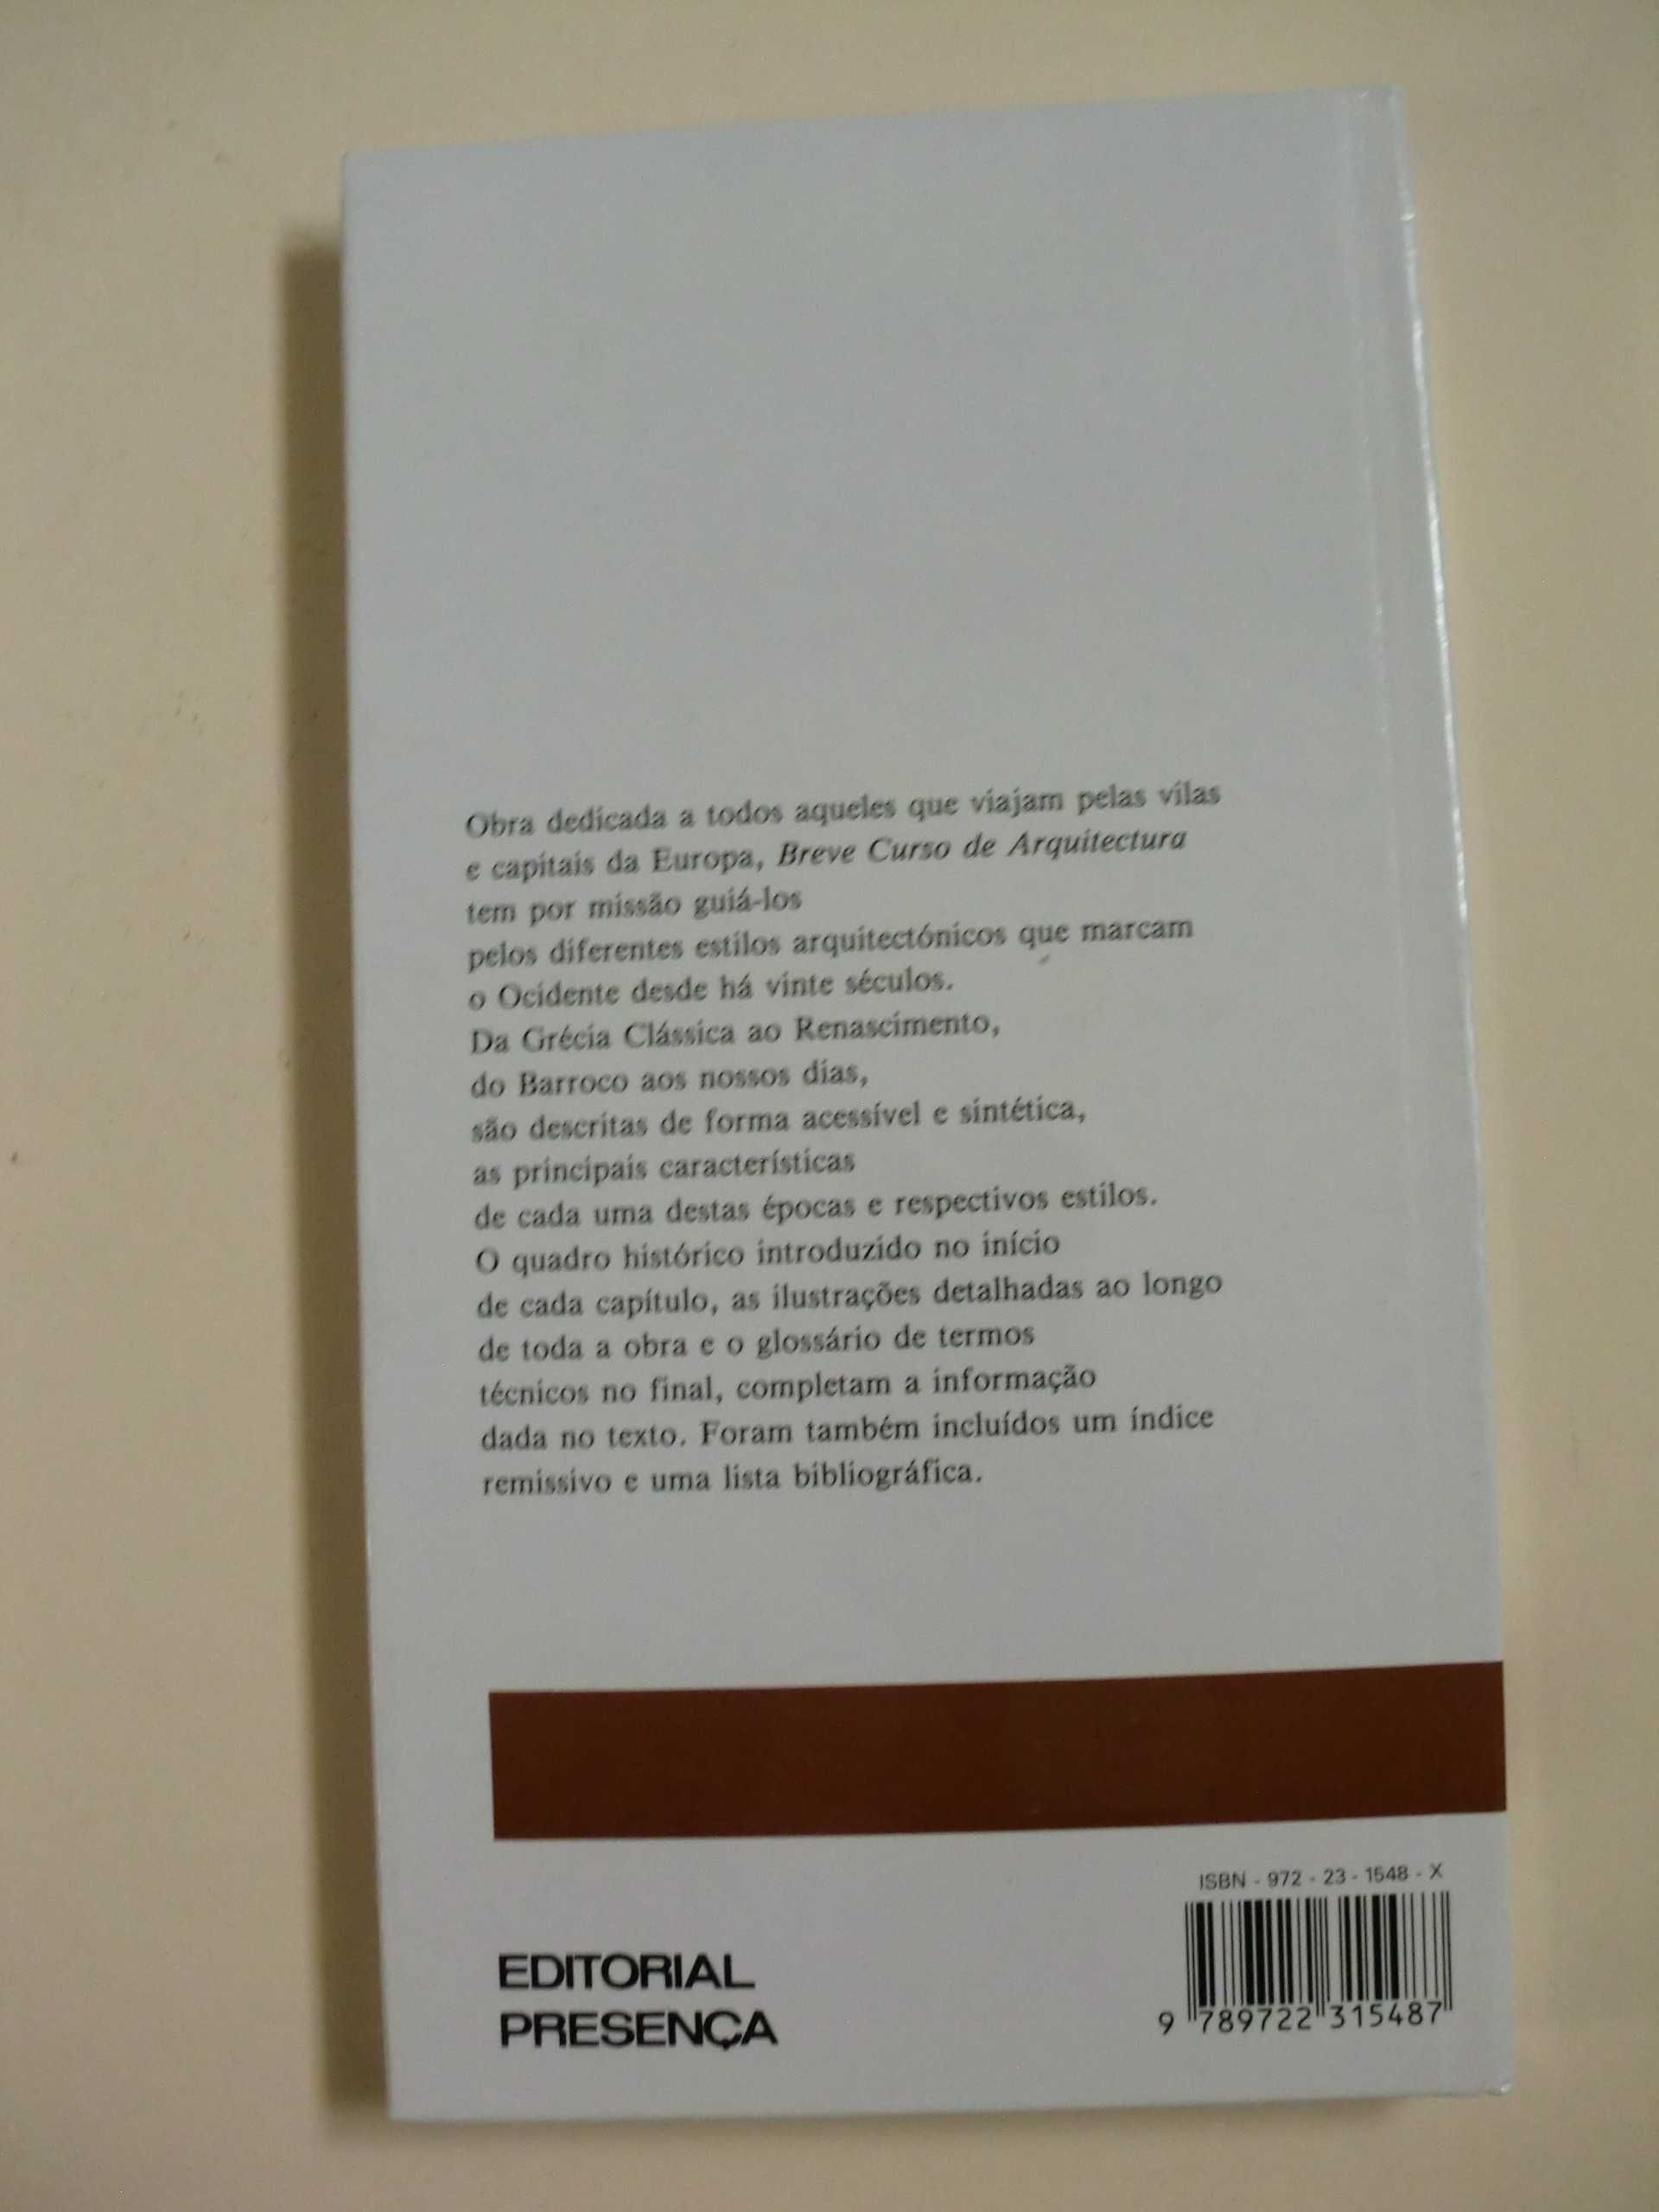 Obra dedicada a todos aqueles que viajam pelas vilas
e capitais da Europa, Breve Curso de Arquitectura
tem por missão guiá-los
pelos diferentes estilos arquitectónicos que marcam
o Ocidente desde há vinte séculos.
Da Grécia Clássica ao Renascimento,
do Barroco aos nossos dias,
são descritas de forma acessível e sintética,
as principais características
de cada uma destas épocas e respectivos estilos.
O quadro histórico introduzido no início
de cada capítulo, as ilustrações detalhadas ao longo
de toda a obra e o glossário de termos
técnicos no final, completam a informação
dada no texto. Foram também incluídos um índice
remissivo e uma lista bibliográfica.
ISBN - 972 - 23 - 1548 - X
9 789722 315487
EDITORIAL
PRESENÇA